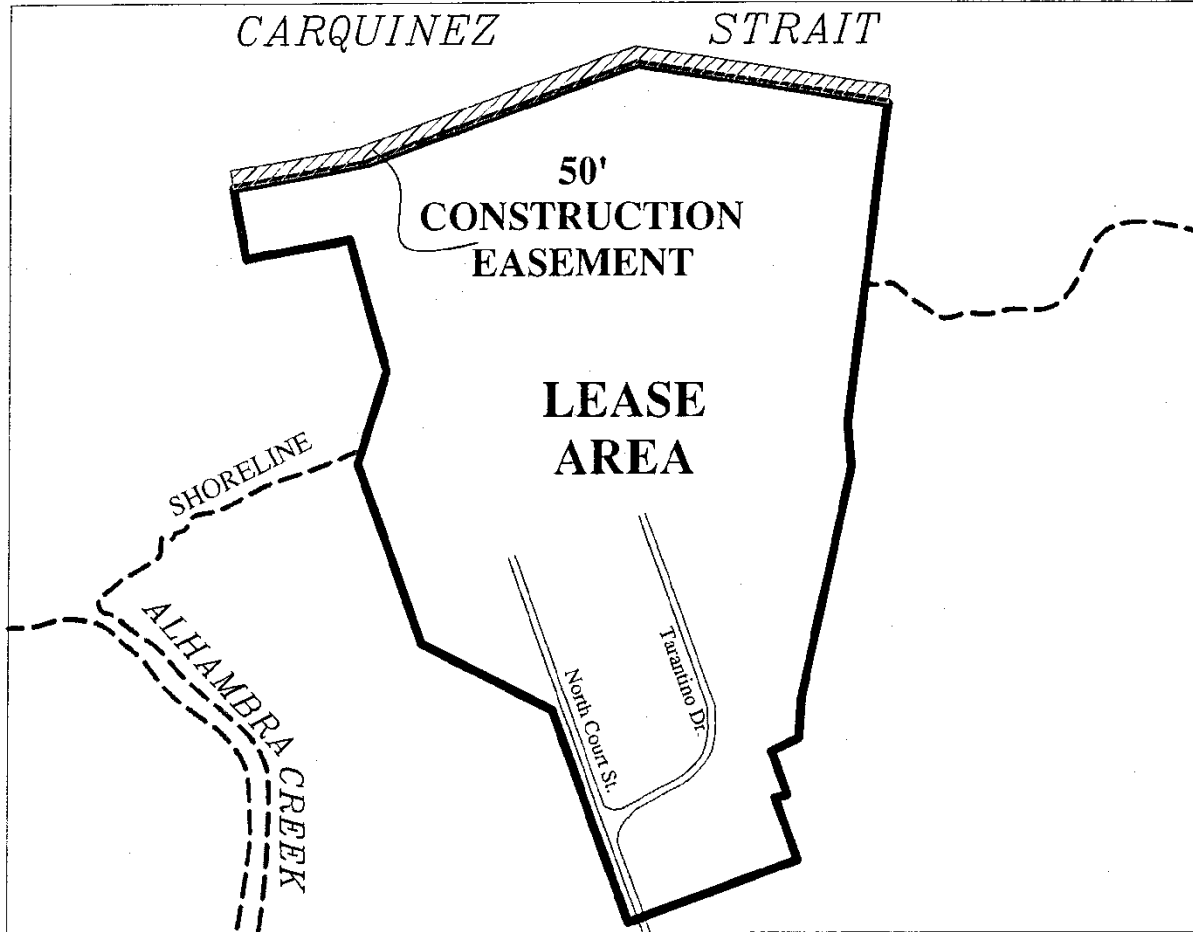 CARQUINEZ STRAIT
50'
CONSTRUCTION
EASEMENT
LEASE
AREA
SHORELINE
ALHAMBRA CREEK
North Court St.
Tarantino Dr.